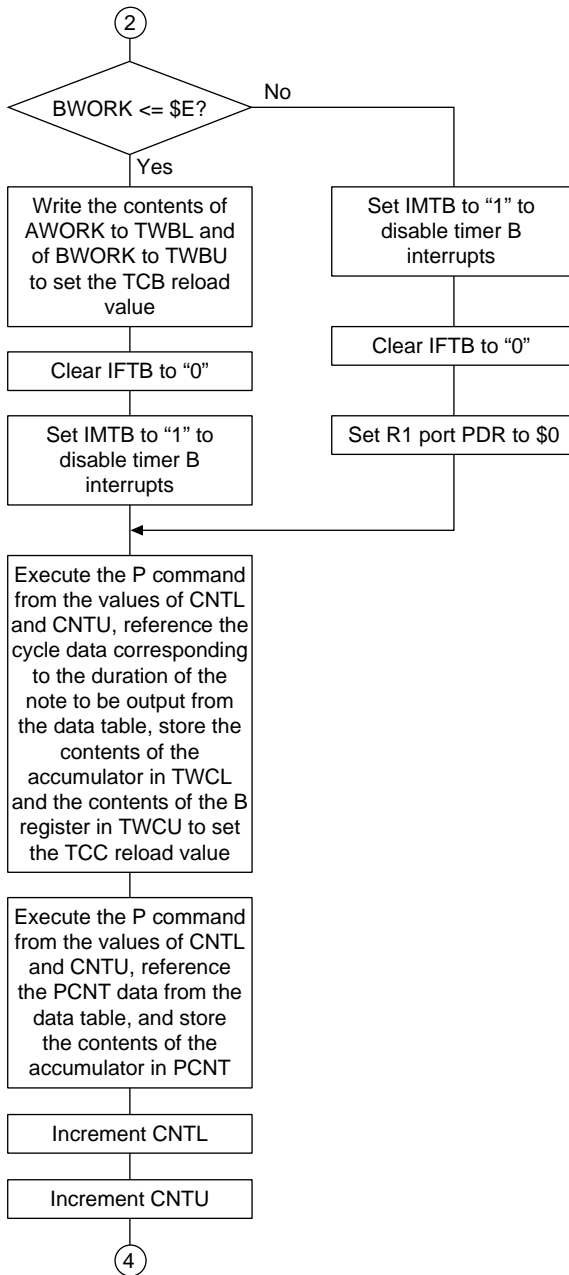 2
BWORK <= $E?
No
Yes
Write the contents of
AWORK to TWBL and
of BWORK to TWBU
to set the TCB reload
value
Clear IFTB to “0”
Set IMTB to “1” to
disable timer B
interrupts
Set IMTB to “1” to
disable timer B
interrupts
Clear IFTB to “0”
Set R1 port PDR to $0
Execute the P command
from the values of CNTL
and CNTU, reference the
cycle data corresponding
to the duration of the
note to be output from
the data table, store the
contents of the
accumulator in TWCL
and the contents of the B
register in TWCU to set
the TCC reload value
Execute the P command
from the values of CNTL
and CNTU, reference
the PCNT data from the
data table, and store
the contents of the
accumulator in PCNT
Increment CNTL
Increment CNTU
4